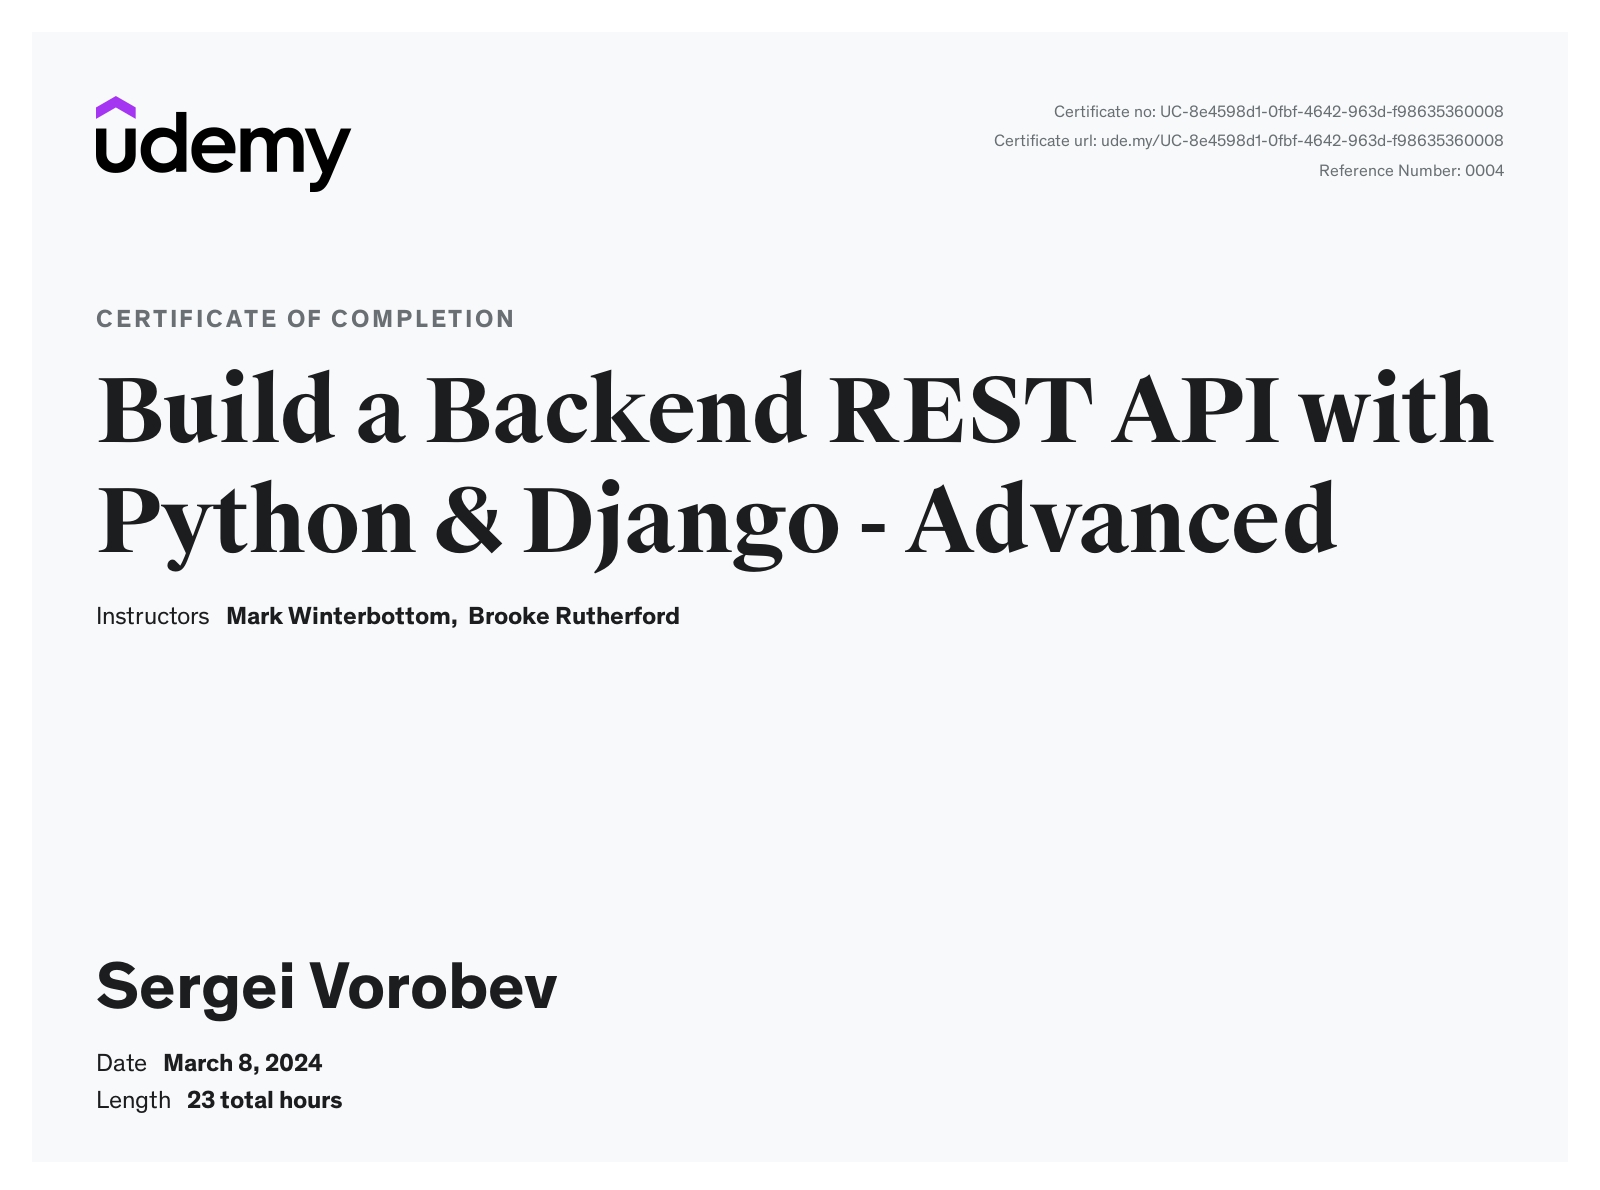 udemy
Certificate no: UC-8e4598d1-0fbf-4642-963d-f98635360008
Certificate url: ude.my/UC-8e4598d1-0fbf-4642-963d-f98635360008
Reference Number: 0004
CERTIFICATE OF COMPLETION
Build a Backend REST API with
Python & Django - Advanced
Instructors Mark Winterbottom, Brooke Rutherford
Sergei Vorobev
Date March 8, 2024
Length 23 total hours